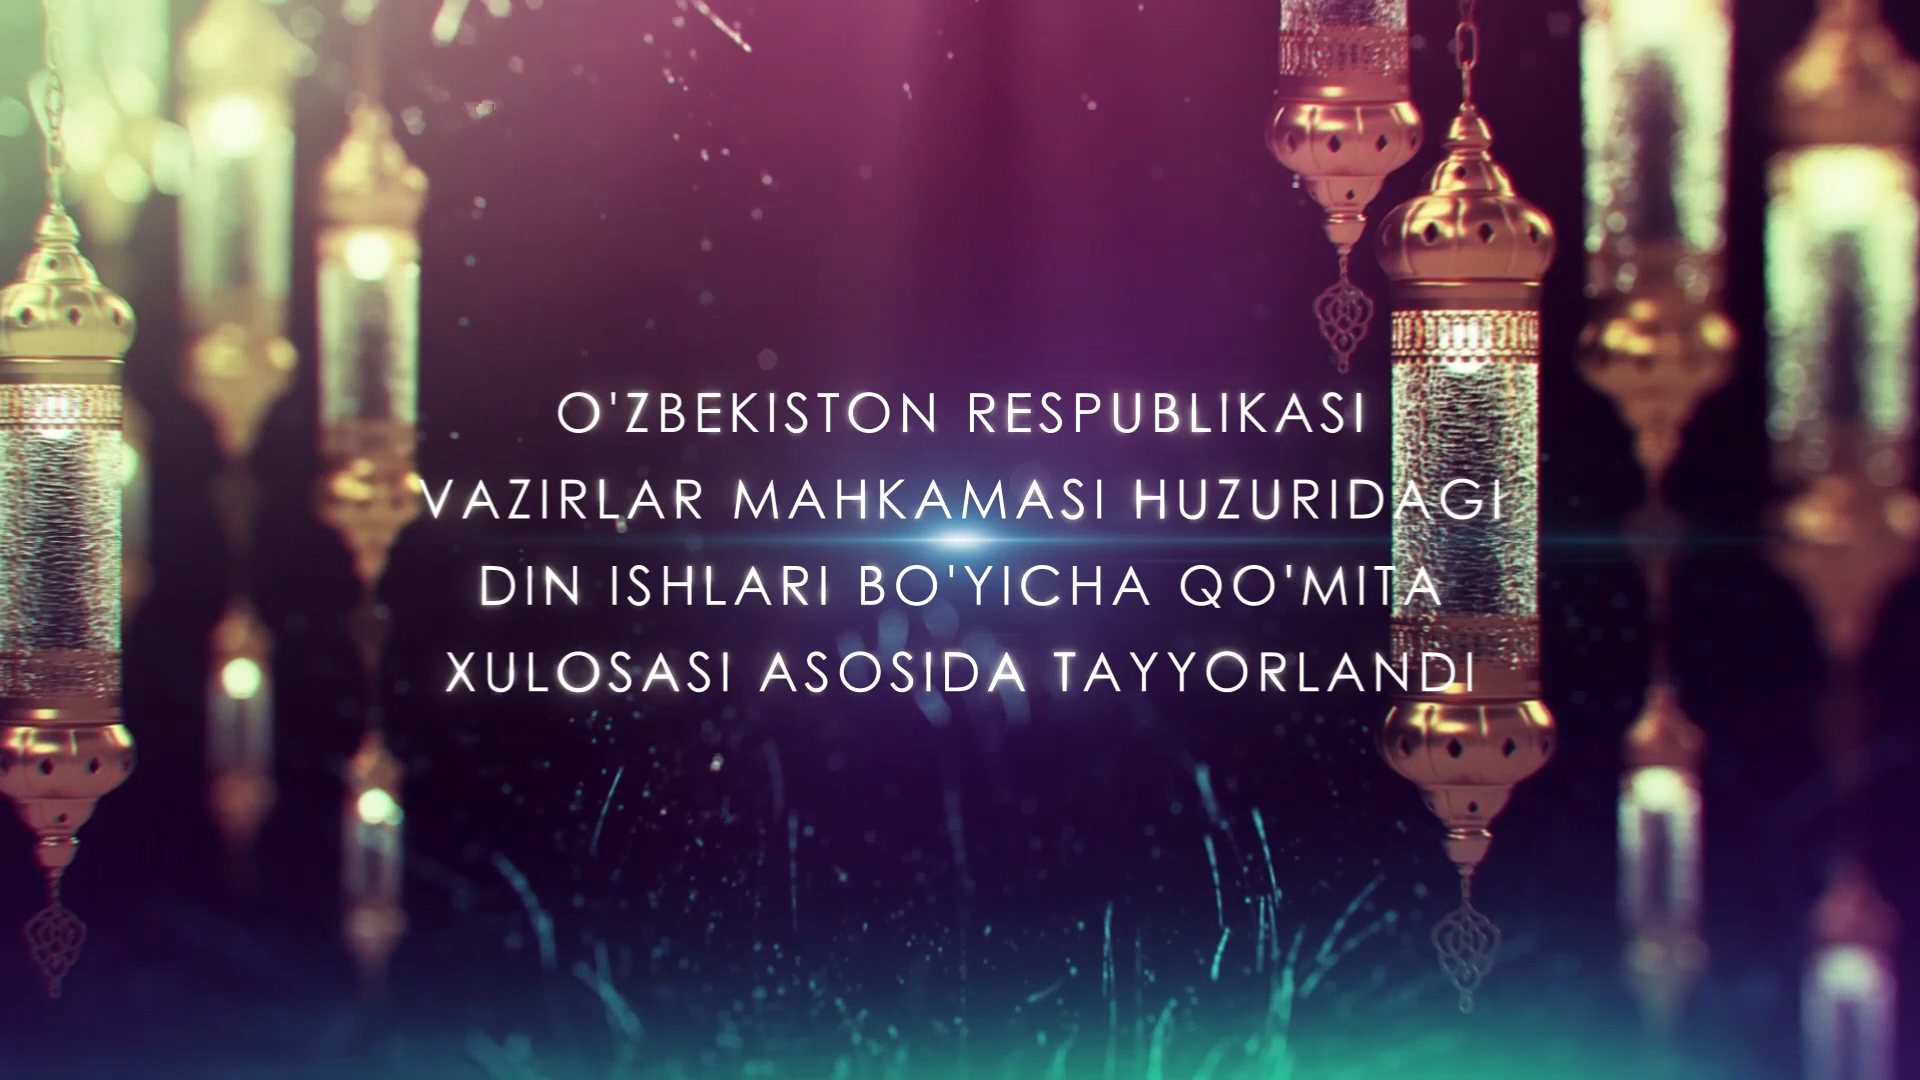 O'ZBEKISTON RESPUBLIKASI
VAZIRLAR MAHKAMASI HUZURIDAGI
DIN ISHLARI BO'YICHA QO'MITA
XULOSASI ASOSIDA TAYYORLANDI